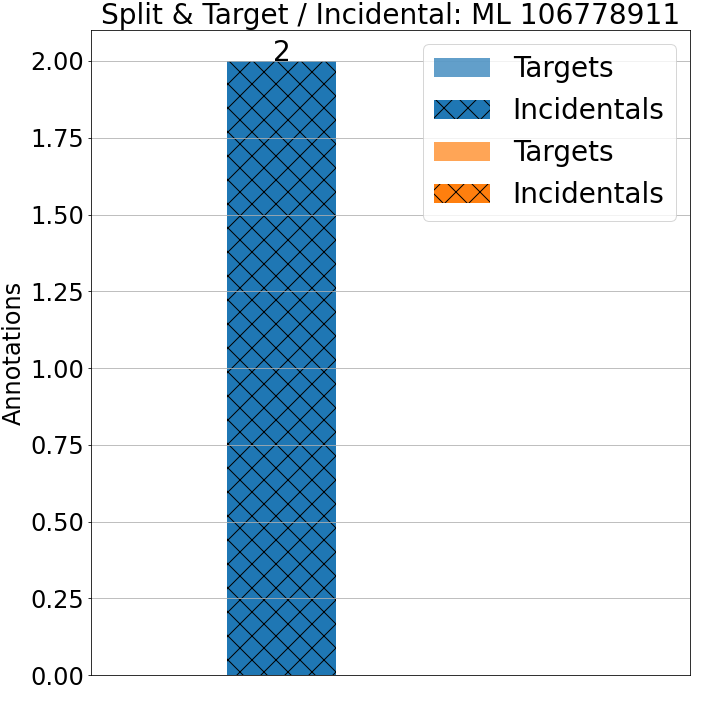 Split & Target / Incidental: ML 106778911
2
2.00
1.75
1.50
1.25
1.00
0.75
0.50
0.25
0.00
Annotations
Targets
Incidentals
Targets
Incidentals